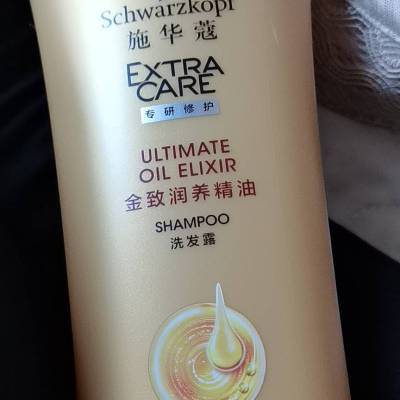 Schwarzkopf
施华蔻
EXTRA
CARE
专研修护
ULTIMATE
OIL ELIXIR
金致润养精油
SHAMPOO
洗发露